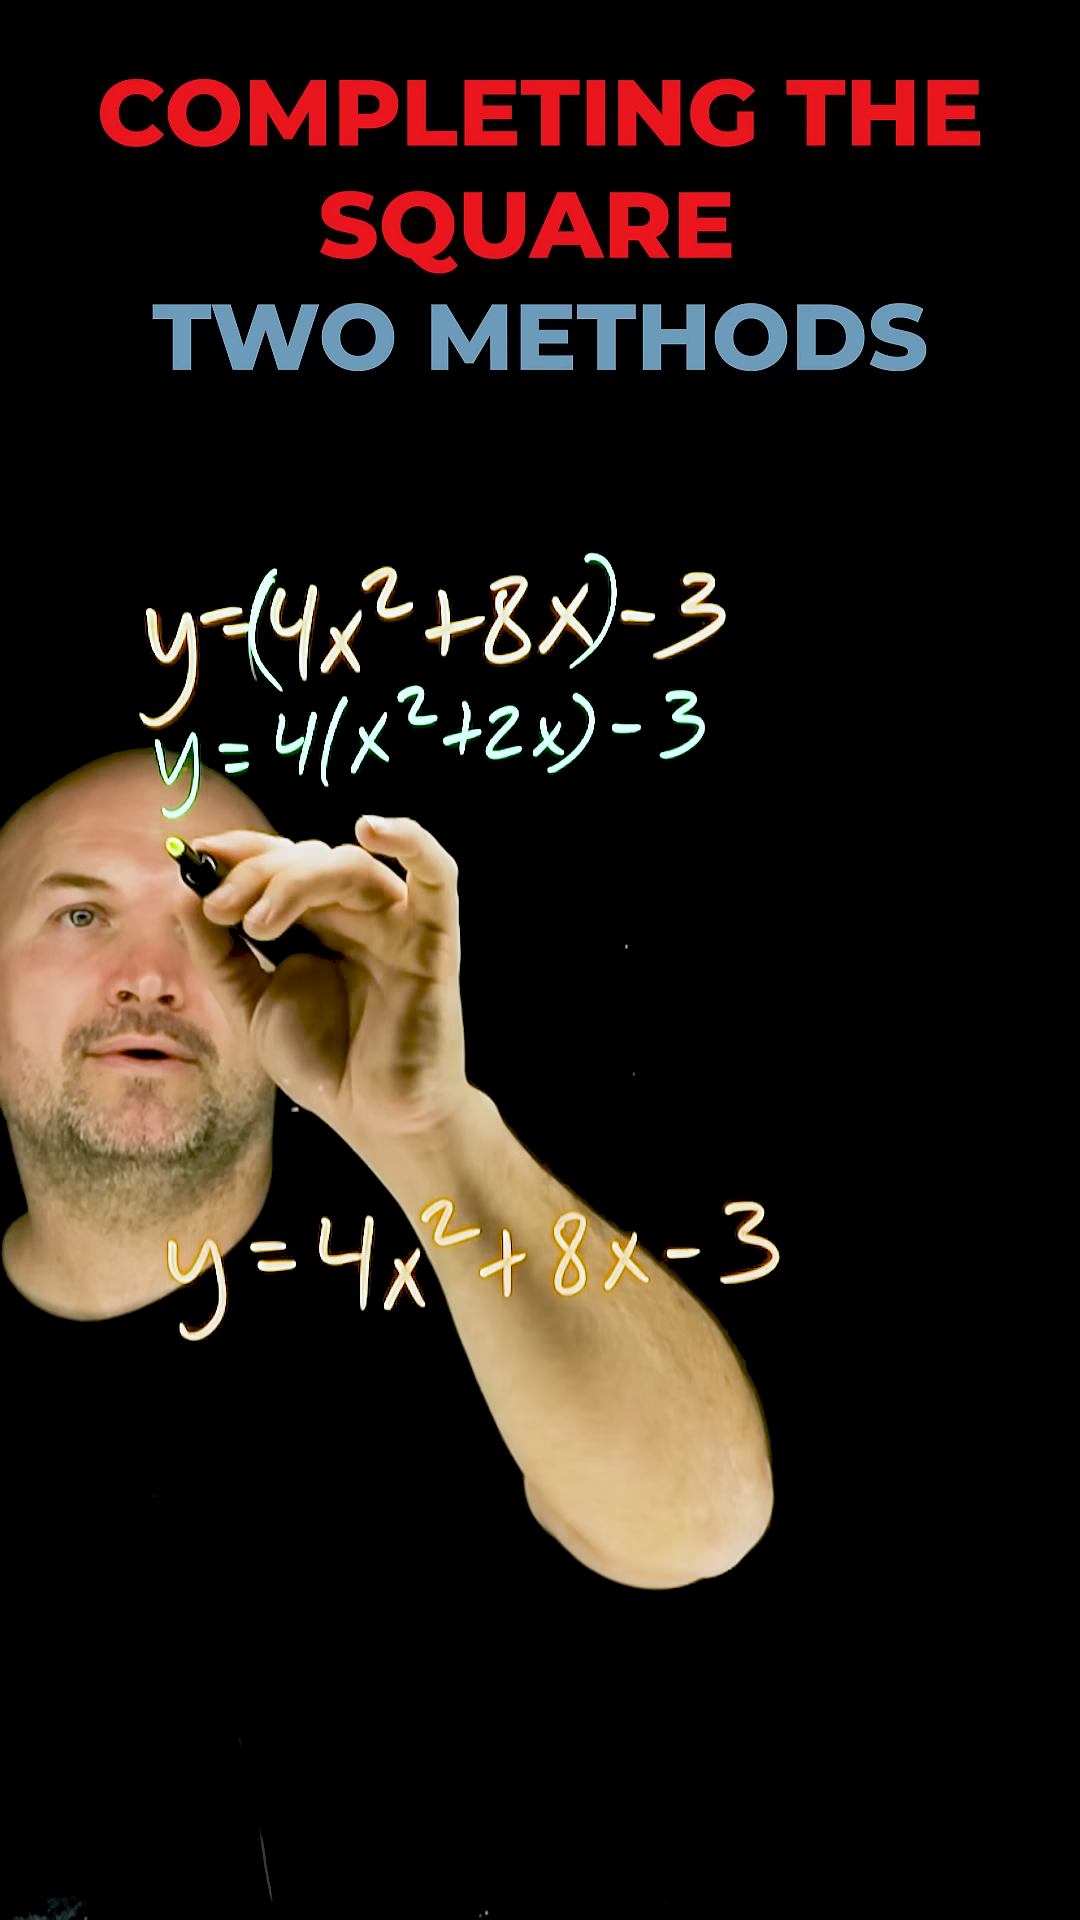 COMPLETING THE
SQUARE
TWO METHODS
y=(4x²+8x)-3
y=4(x²+2x)-3
y=4x²+8x-3